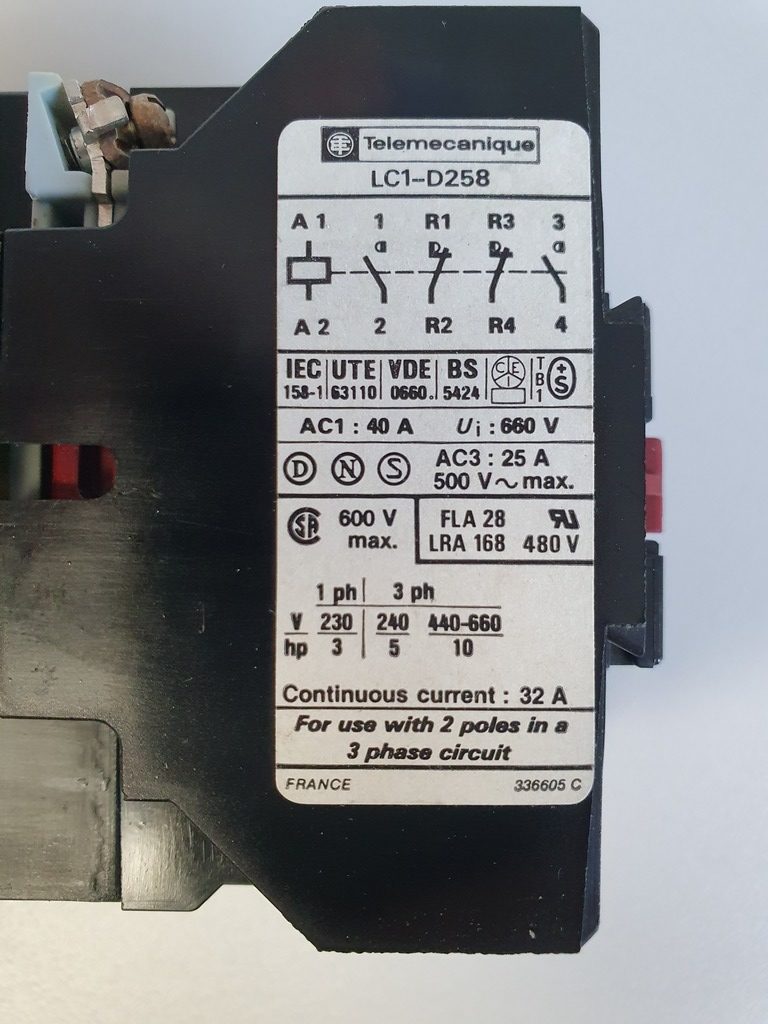 Telemecanique
LC1-D258
A1 1 R1 R3 3
A2 2 R2 R4 4
IEC UTE VDE BS CEI TB1 +S
158-1 63110 0660. 5424
AC1 : 40 A Ui : 660 V
D N S AC3 : 25 A
500 V~ max.
SA 600 V max.
FLA 28
LRA 168 480 V
1 ph 3 ph
V 230 240 440-660
hp 3 5 10
Continuous current : 32 A
For use with 2 poles in a
3 phase circuit
FRANCE 336605 C